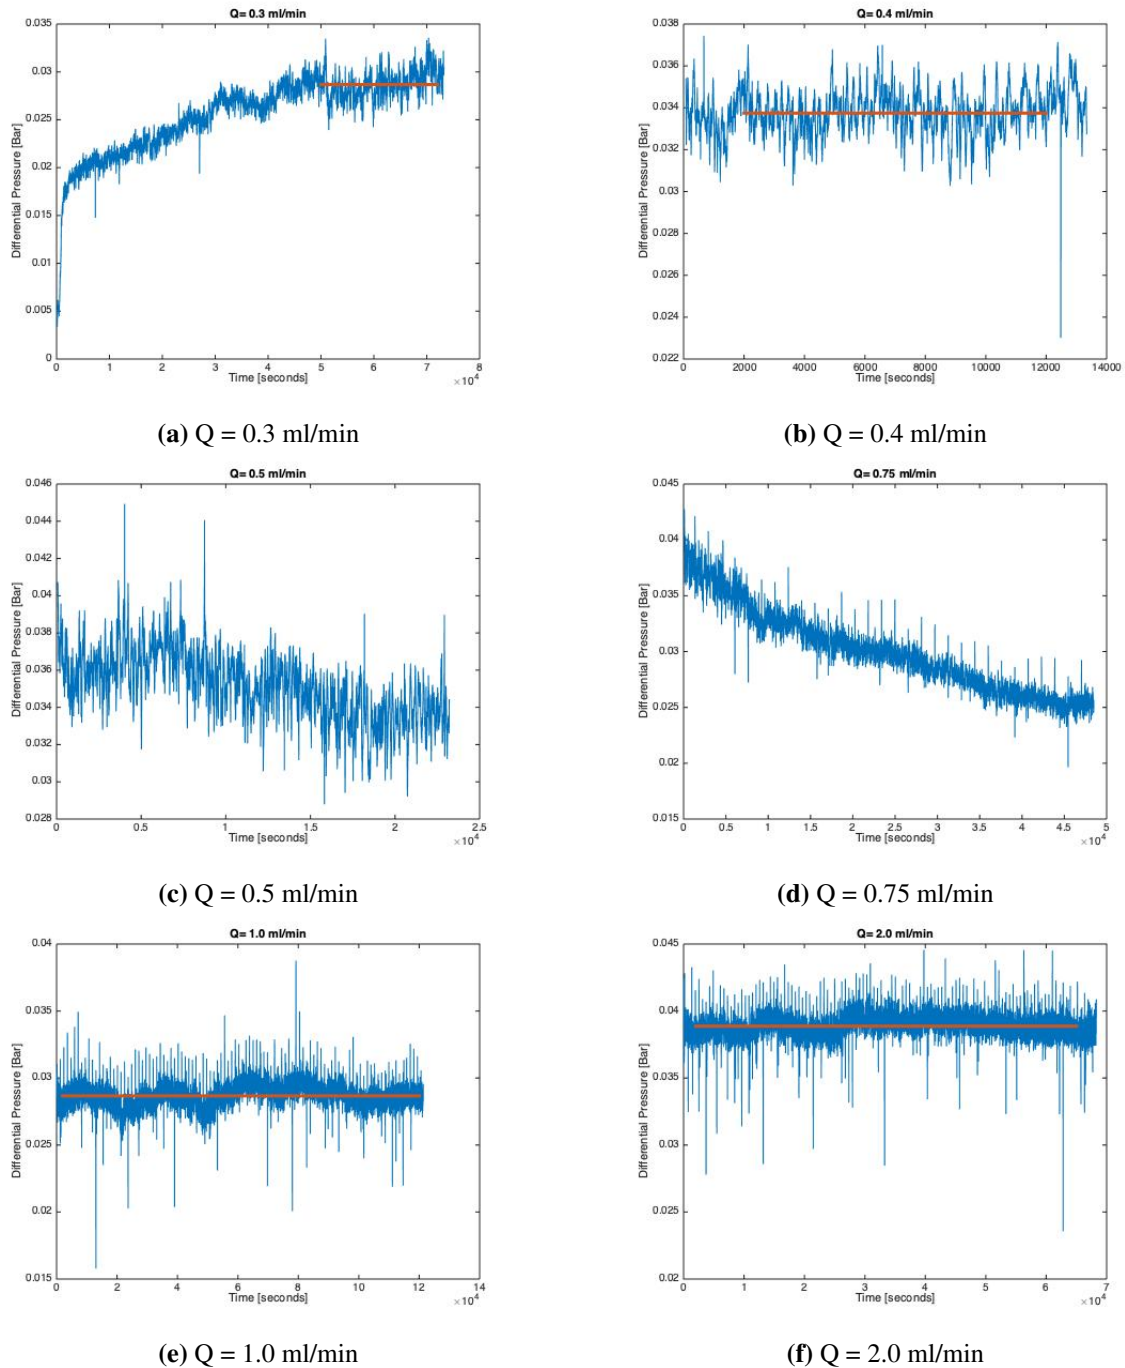 Q= 0.3 ml/min
0.035
0.03
0.025
0.02
0.015
0.01
0.005
0
Differential Pressure [Bar]
0 1 2 3 4 5 6 7 8
Time [seconds]
×10⁴
(a) Q = 0.3 ml/min
Q= 0.4 ml/min
0.038
0.036
0.034
0.032
0.03
0.028
0.026
0.024
0.022
Differential Pressure [Bar]
0 2000 4000 6000 8000 10000 12000 14000
Time [seconds]
(b) Q = 0.4 ml/min
Q= 0.5 ml/min
0.046
0.044
0.042
0.04
0.038
0.036
0.034
0.032
0.03
0.028
Differential Pressure [Bar]
0 0.5 1 1.5 2 2.5
Time [seconds]
×10⁴
(c) Q = 0.5 ml/min
Q= 0.75 ml/min
0.045
0.04
0.035
0.03
0.025
0.02
0.015
Differential Pressure [Bar]
0 0.5 1 1.5 2 2.5 3 3.5 4 4.5 5
Time [seconds]
×10⁴
(d) Q = 0.75 ml/min
Q= 1.0 ml/min
0.04
0.035
0.03
0.025
0.02
0.015
Differential Pressure [Bar]
0 2 4 6 8 10 12 14
Time [seconds]
×10⁴
(e) Q = 1.0 ml/min
Q= 2.0 ml/min
0.045
0.04
0.035
0.03
0.025
0.02
Differential Pressure [Bar]
0 1 2 3 4 5 6 7
Time [seconds]
×10⁴
(f) Q = 2.0 ml/min